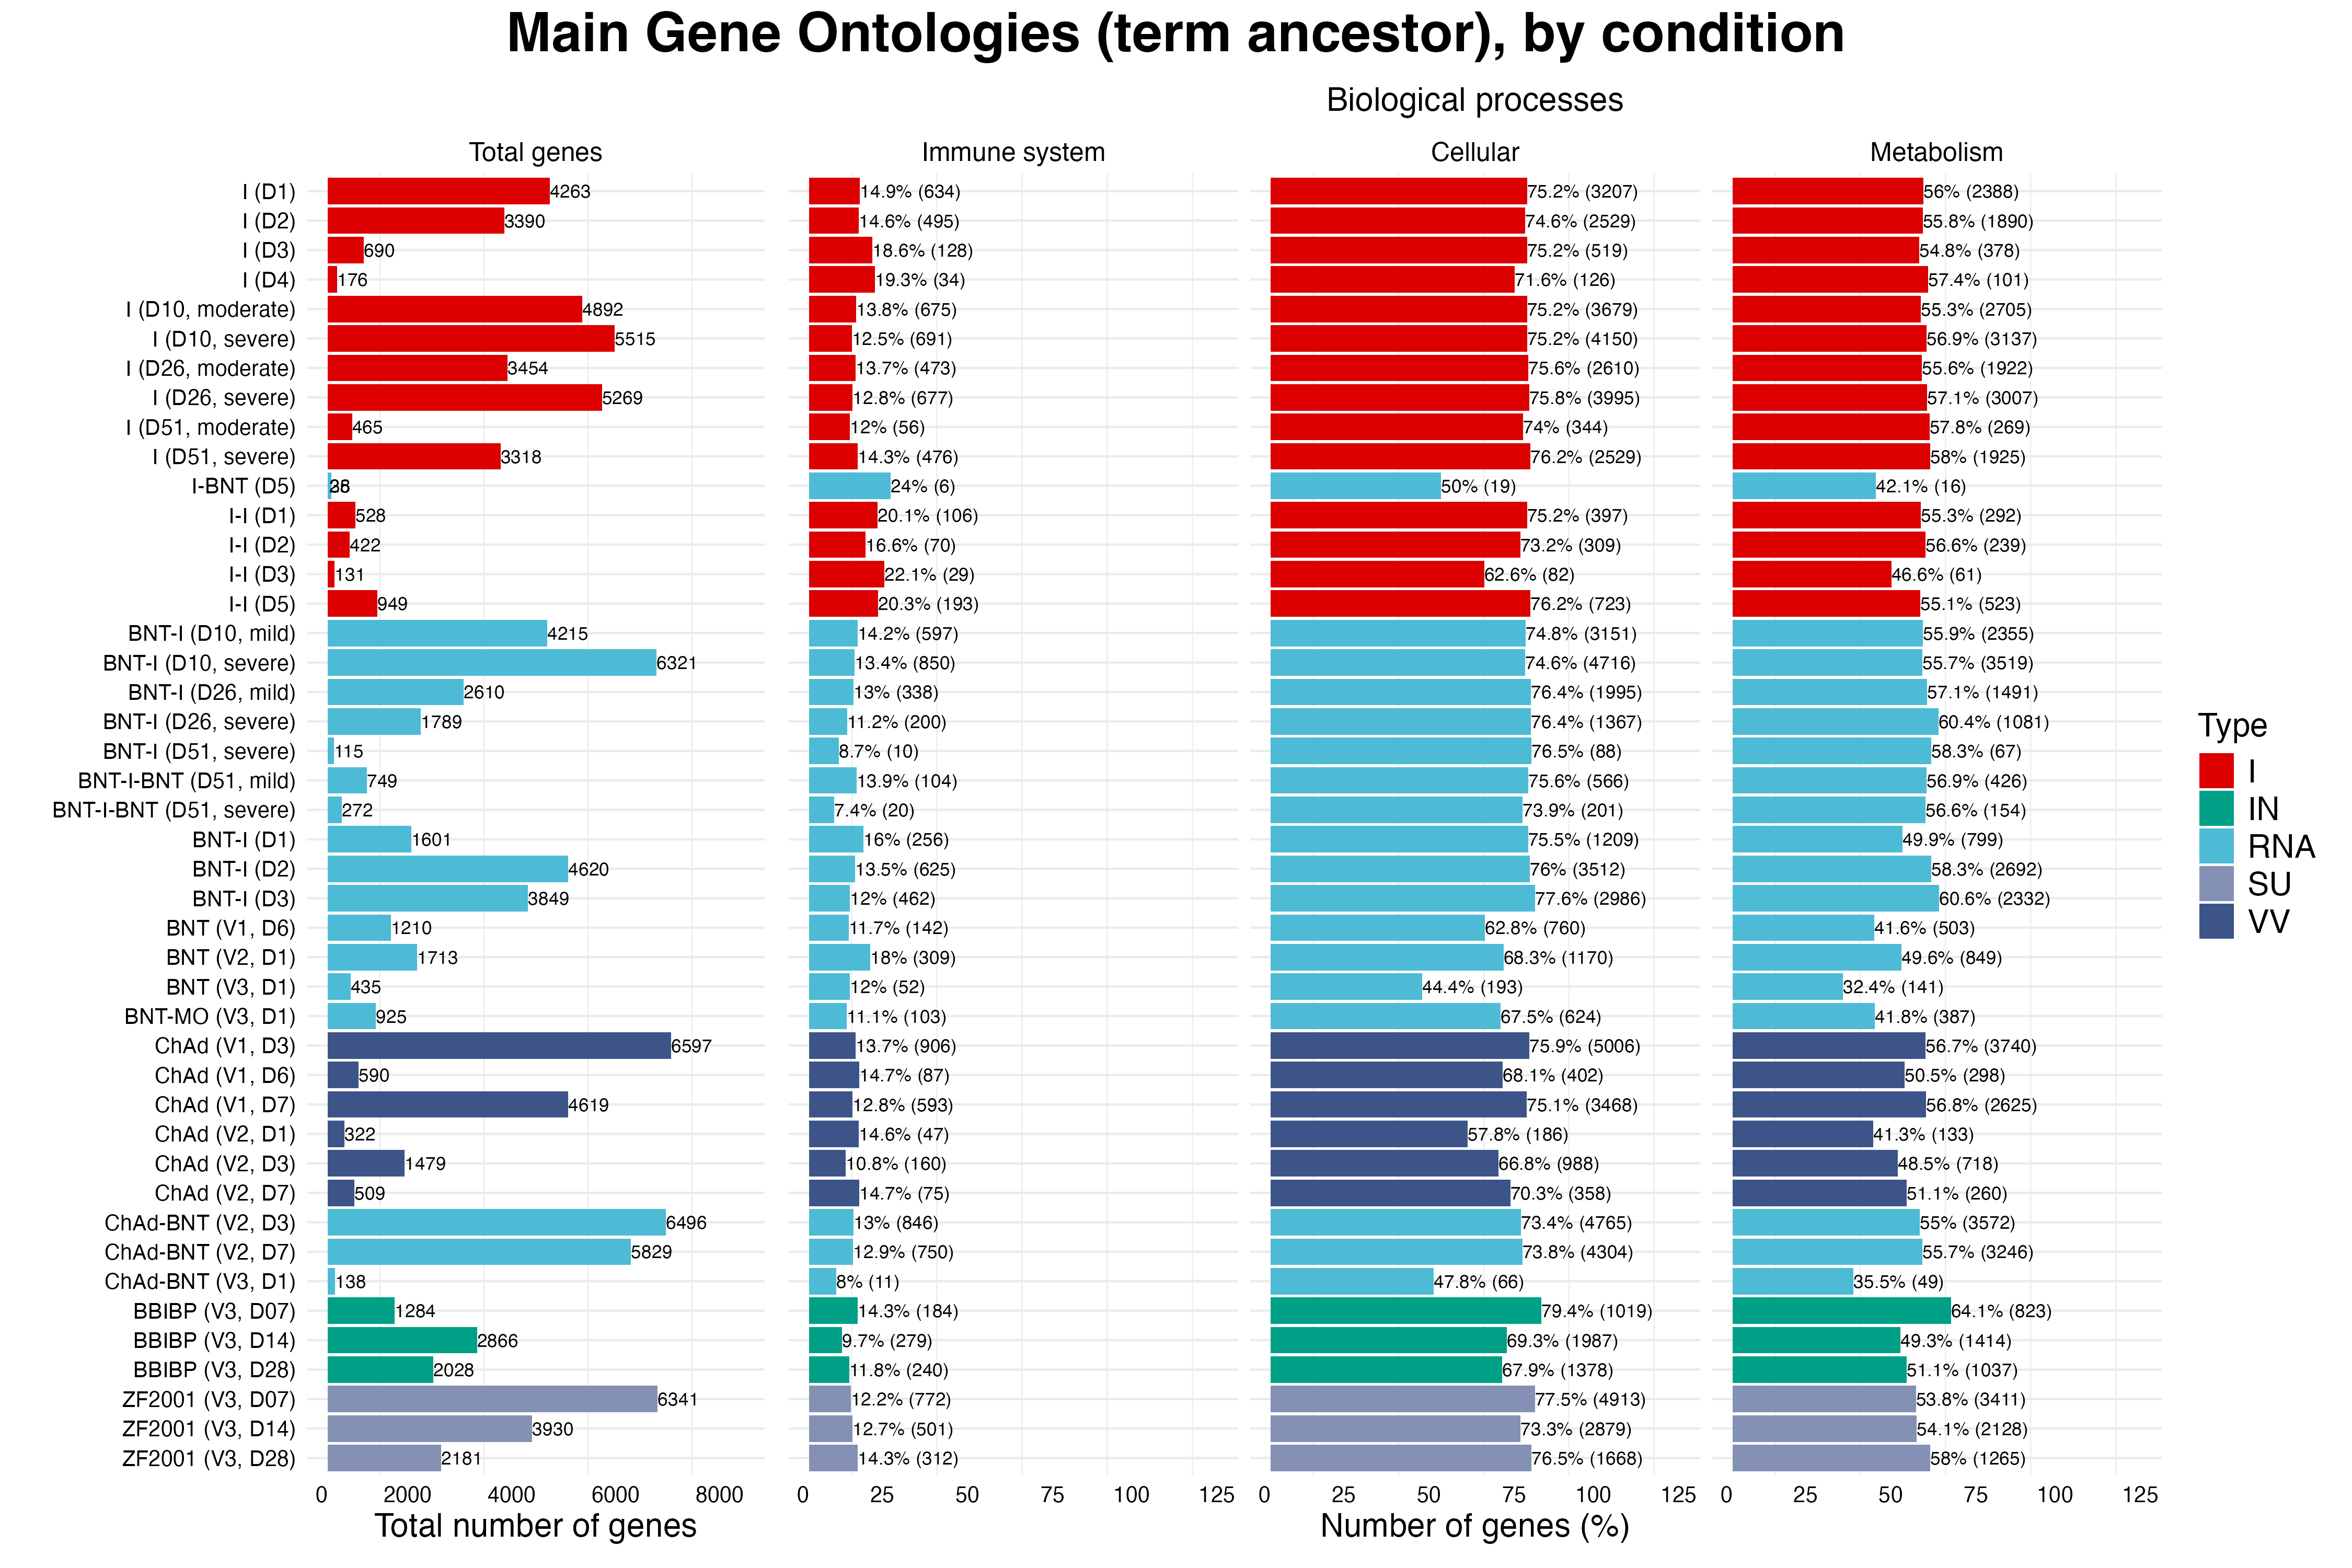 Main Gene Ontologies (term ancestor), by condition
Biological processes
Total genes Immune system Cellular Metabolism
I (D1) 4263 14.9% (634) 75.2% (3207) 56% (2388)
I (D2) 3390 14.6% (495) 74.6% (2529) 55.8% (1890)
I (D3) 690 18.6% (128) 75.2% (519) 54.8% (378)
I (D4) 176 19.3% (34) 71.6% (126) 57.4% (101)
I (D10, moderate) 4892 13.8% (675) 75.2% (3679) 55.3% (2705)
I (D10, severe) 5515 12.5% (691) 75.2% (4150) 56.9% (3137)
I (D26, moderate) 3454 13.7% (473) 75.6% (2610) 55.6% (1922)
I (D26, severe) 5269 12.8% (677) 75.8% (3995) 57.1% (3007)
I (D51, moderate) 465 12% (56) 74% (344) 57.8% (269)
I (D51, severe) 3318 14.3% (476) 76.2% (2529) 58% (1925)
I-BNT (D5) 24% (6) 50% (19) 42.1% (16)
I-I (D1) 528 20.1% (106) 75.2% (397) 55.3% (292)
I-I (D2) 422 16.6% (70) 73.2% (309) 56.6% (239)
I-I (D3) 131 22.1% (29) 62.6% (82) 46.6% (61)
I-I (D5) 949 20.3% (193) 76.2% (723) 55.1% (523)
BNT-I (D10, mild) 4215 14.2% (597) 74.8% (3151) 55.9% (2355)
BNT-I (D10, severe) 6321 13.4% (850) 74.6% (4716) 55.7% (3519)
BNT-I (D26, mild) 2610 13% (338) 76.4% (1995) 57.1% (1491)
BNT-I (D26, severe) 1789 11.2% (200) 76.4% (1367) 60.4% (1081)
BNT-I (D51, severe) 115 8.7% (10) 76.5% (88) 58.3% (67)
BNT-I-BNT (D51, mild) 749 13.9% (104) 75.6% (566) 56.9% (426)
BNT-I-BNT (D51, severe) 272 7.4% (20) 73.9% (201) 56.6% (154)
BNT-I (D1) 1601 16% (256) 75.5% (1209) 49.9% (799)
BNT-I (D2) 4620 13.5% (625) 76% (3512) 58.3% (2692)
BNT-I (D3) 3849 12% (462) 77.6% (2986) 60.6% (2332)
BNT (V1, D6) 1210 11.7% (142) 62.8% (760) 41.6% (503)
BNT (V2, D1) 1713 18% (309) 68.3% (1170) 49.6% (849)
BNT (V3, D1) 435 12% (52) 44.4% (193) 32.4% (141)
BNT-MO (V3, D1) 925 11.1% (103) 67.5% (624) 41.8% (387)
ChAd (V1, D3) 6597 13.7% (906) 75.9% (5006) 56.7% (3740)
ChAd (V1, D6) 590 14.7% (87) 68.1% (402) 50.5% (298)
ChAd (V1, D7) 4619 12.8% (593) 75.1% (3468) 56.8% (2625)
ChAd (V2, D1) 322 14.6% (47) 57.8% (186) 41.3% (133)
ChAd (V2, D3) 1479 10.8% (160) 66.8% (988) 48.5% (718)
ChAd (V2, D7) 509 14.7% (75) 70.3% (358) 51.1% (260)
ChAd-BNT (V2, D3) 6496 13% (846) 73.4% (4765) 55% (3572)
ChAd-BNT (V2, D7) 5829 12.9% (750) 73.8% (4304) 55.7% (3246)
ChAd-BNT (V3, D1) 138 8% (11) 47.8% (66) 35.5% (49)
BBIBP (V3, D07) 1284 14.3% (184) 79.4% (1019) 64.1% (823)
BBIBP (V3, D14) 2866 9.7% (279) 69.3% (1987) 49.3% (1414)
BBIBP (V3, D28) 2028 11.8% (240) 67.9% (1378) 51.1% (1037)
ZF2001 (V3, D07) 6341 12.2% (772) 77.5% (4913) 53.8% (3411)
ZF2001 (V3, D14) 3930 12.7% (501) 73.3% (2879) 54.1% (2128)
ZF2001 (V3, D28) 2181 14.3% (312) 76.5% (1668) 58% (1265)
0 2000 4000 6000 8000 0 25 50 75 100 125 0 25 50 75 100 125 0 25 50 75 100 125
Total number of genes Number of genes (%)
Type
I
IN
RNA
SU
VV